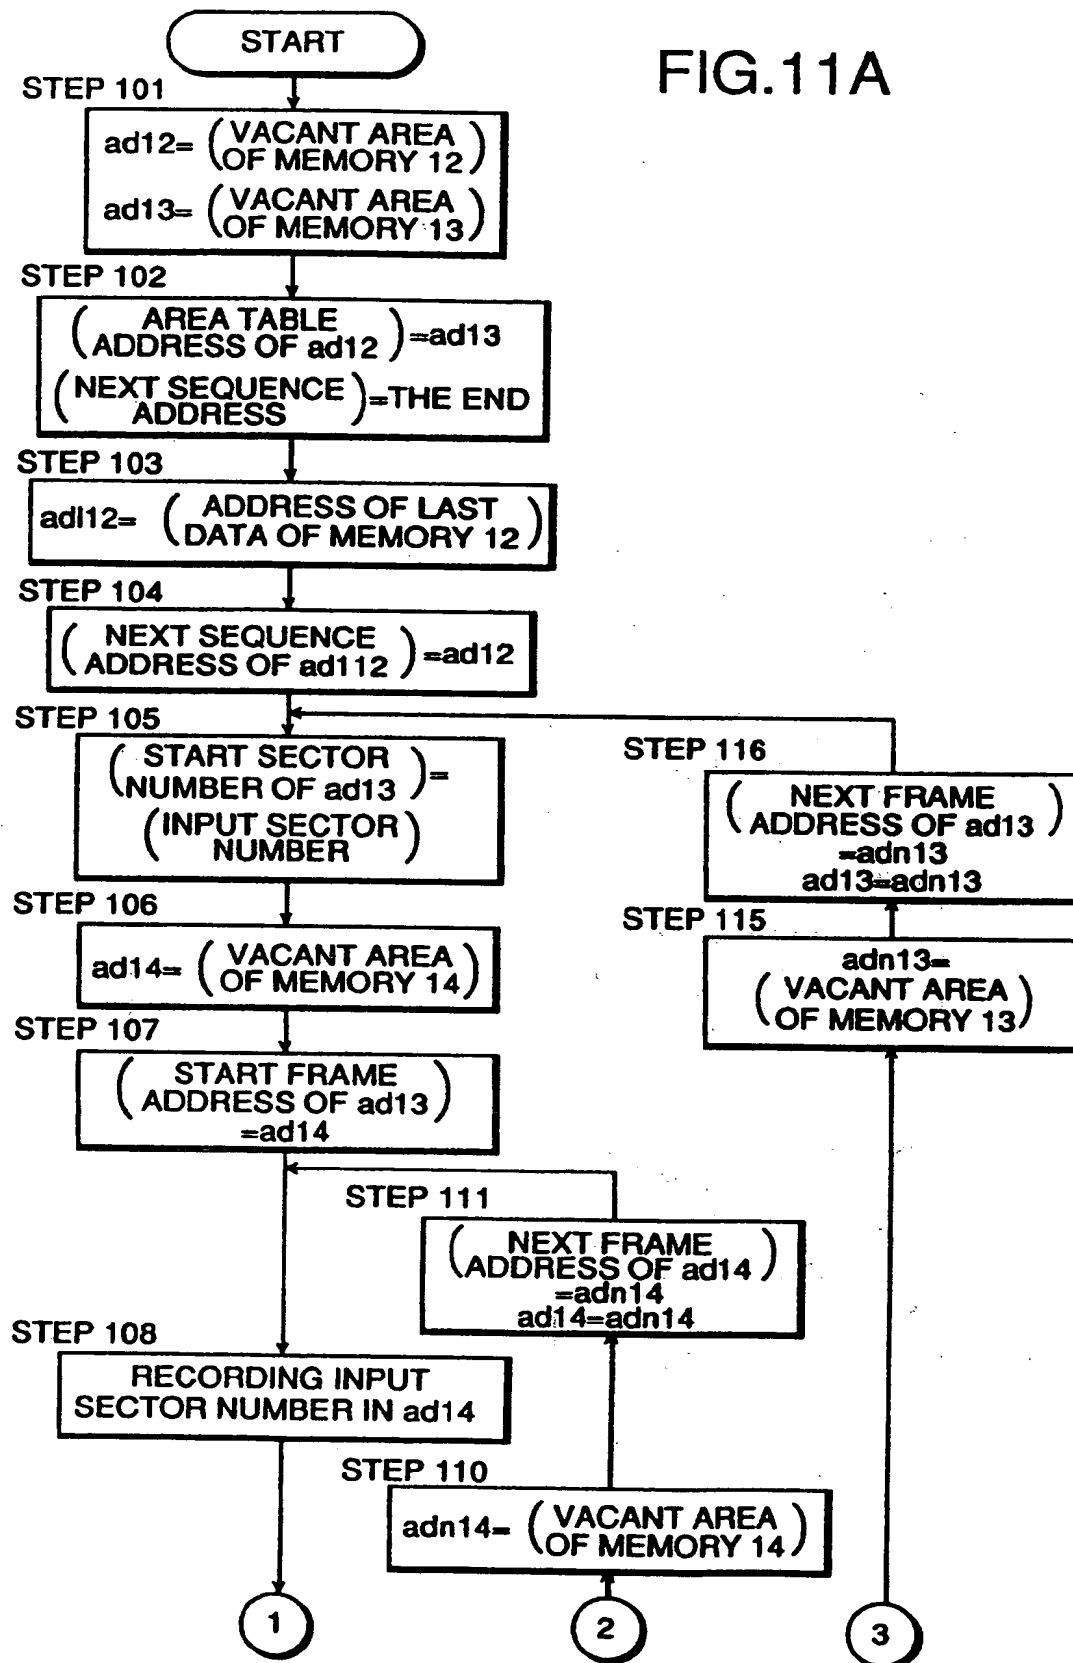 START
FIG.11A
STEP 101
ad12= (VACANT AREA
OF MEMORY 12)
ad13= (VACANT AREA
OF MEMORY 13)
STEP 102
(AREA TABLE
ADDRESS OF ad12)=ad13
(NEXT SEQUENCE
ADDRESS)=THE END
STEP 103
adl12= (ADDRESS OF LAST
DATA OF MEMORY 12)
STEP 104
(NEXT SEQUENCE
ADDRESS OF ad112)=ad12
STEP 105
(START SECTOR
NUMBER OF ad13)=
(INPUT SECTOR
NUMBER)
STEP 116
(NEXT FRAME
ADDRESS OF ad13)
=adn13
ad13=adn13
STEP 106
ad14= (VACANT AREA
OF MEMORY 14)
STEP 115
adn13=
(VACANT AREA
OF MEMORY 13)
STEP 107
(START FRAME
ADDRESS OF ad13)
=ad14
STEP 111
(NEXT FRAME
ADDRESS OF ad14)
=adn14
ad14=adn14
STEP 108
RECORDING INPUT
SECTOR NUMBER IN ad14
STEP 110
adn14= (VACANT AREA
OF MEMORY 14)
1
2
3